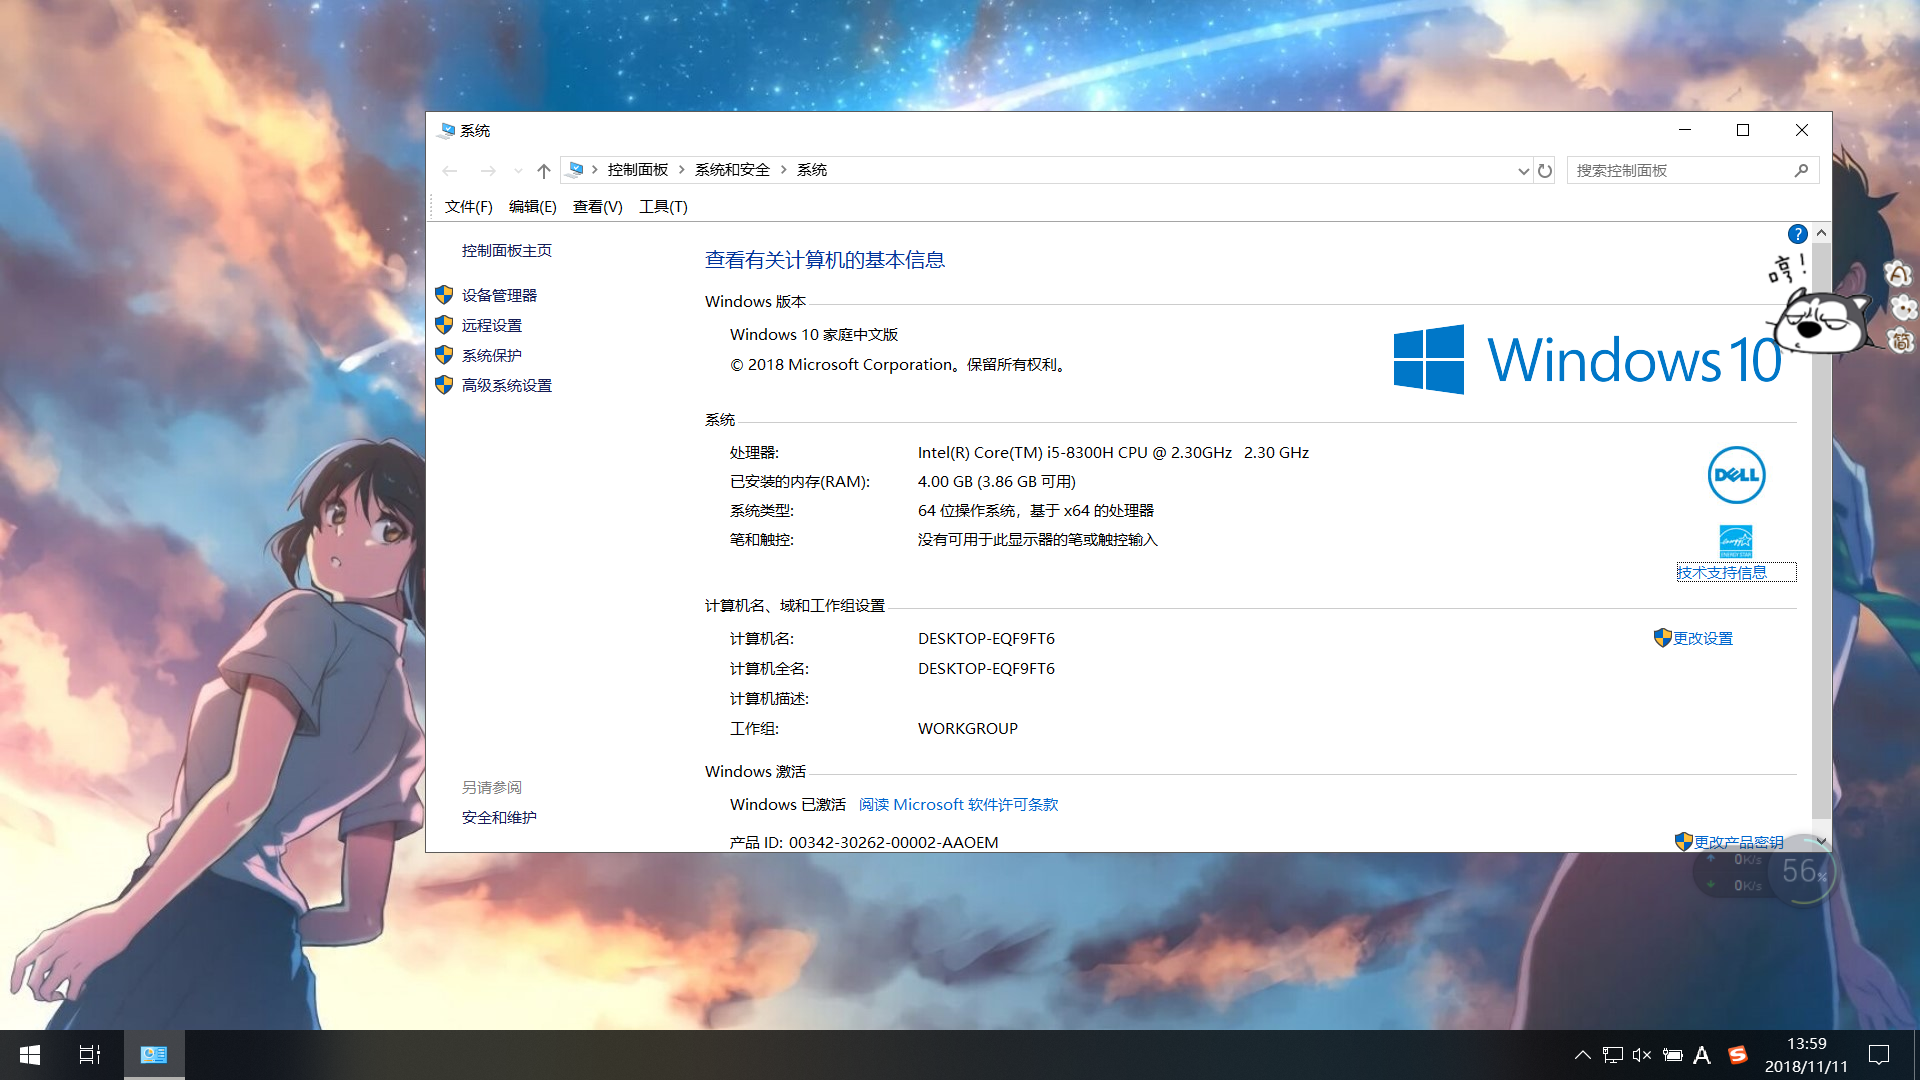 系统
控制面板 系统和安全 系统
搜索控制面板
文件(F) 编辑(E) 查看(V) 工具(T)
控制面板主页
设备管理器
远程设置
系统保护
高级系统设置
另请参阅
安全和维护
?
查看有关计算机的基本信息
Windows 版本
Windows 10 家庭中文版
© 2018 Microsoft Corporation。保留所有权利。
Windows 10
哼!
A
简
系统
处理器: Intel(R) Core(TM) i5-8300H CPU @ 2.30GHz 2.30 GHz
已安装的内存(RAM): 4.00 GB (3.86 GB 可用)
系统类型: 64 位操作系统，基于 x64 的处理器
笔和触控: 没有可用于此显示器的笔或触控输入
DELL
energy
ENERGY STAR
技术支持信息
计算机名、域和工作组设置
计算机名: DESKTOP-EQF9FT6
更改设置
计算机全名: DESKTOP-EQF9FT6
计算机描述:
工作组: WORKGROUP
Windows 激活
Windows 已激活 阅读 Microsoft 软件许可条款
产品 ID: 00342-30262-00002-AAOEM
更改产品密钥
0K/s
0K/s
56%
A
S
13:59
2018/11/11